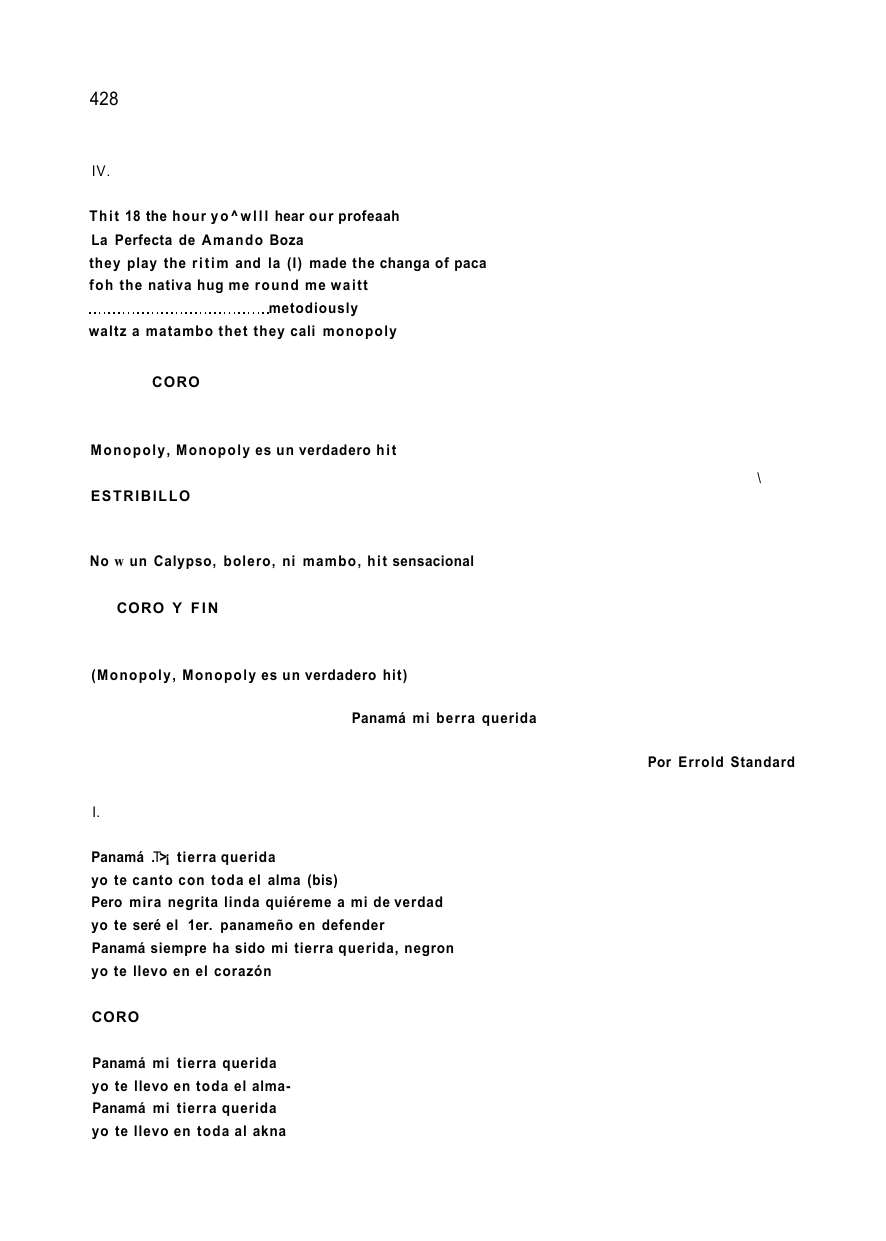 428
IV.
Thit 18 the hour yo^wlll hear our profeaah
La Perfecta de Amando Boza
they play the ritim and la (I) made the changa of paca
foh the nativa hug me round me waitt
......................................metodiously
waltz a matambo thet they cali monopoly
CORO
Monopoly, Monopoly es un verdadero hit
\
ESTRIBILLO
No w un Calypso, bolero, ni mambo, hit sensacional
CORO Y FIN
(Monopoly, Monopoly es un verdadero hit)
Panamá mi berra querida
Por Errold Standard
I.
Panamá .T>¡ tierra querida
yo te canto con toda el alma (bis)
Pero mira negrita linda quiéreme a mi de verdad
yo te seré el 1er. panameño en defender
Panamá siempre ha sido mi tierra querida, negron
yo te llevo en el corazón
CORO
Panamá mi tierra querida
yo te llevo en toda el alma-
Panamá mi tierra querida
yo te llevo en toda al akna